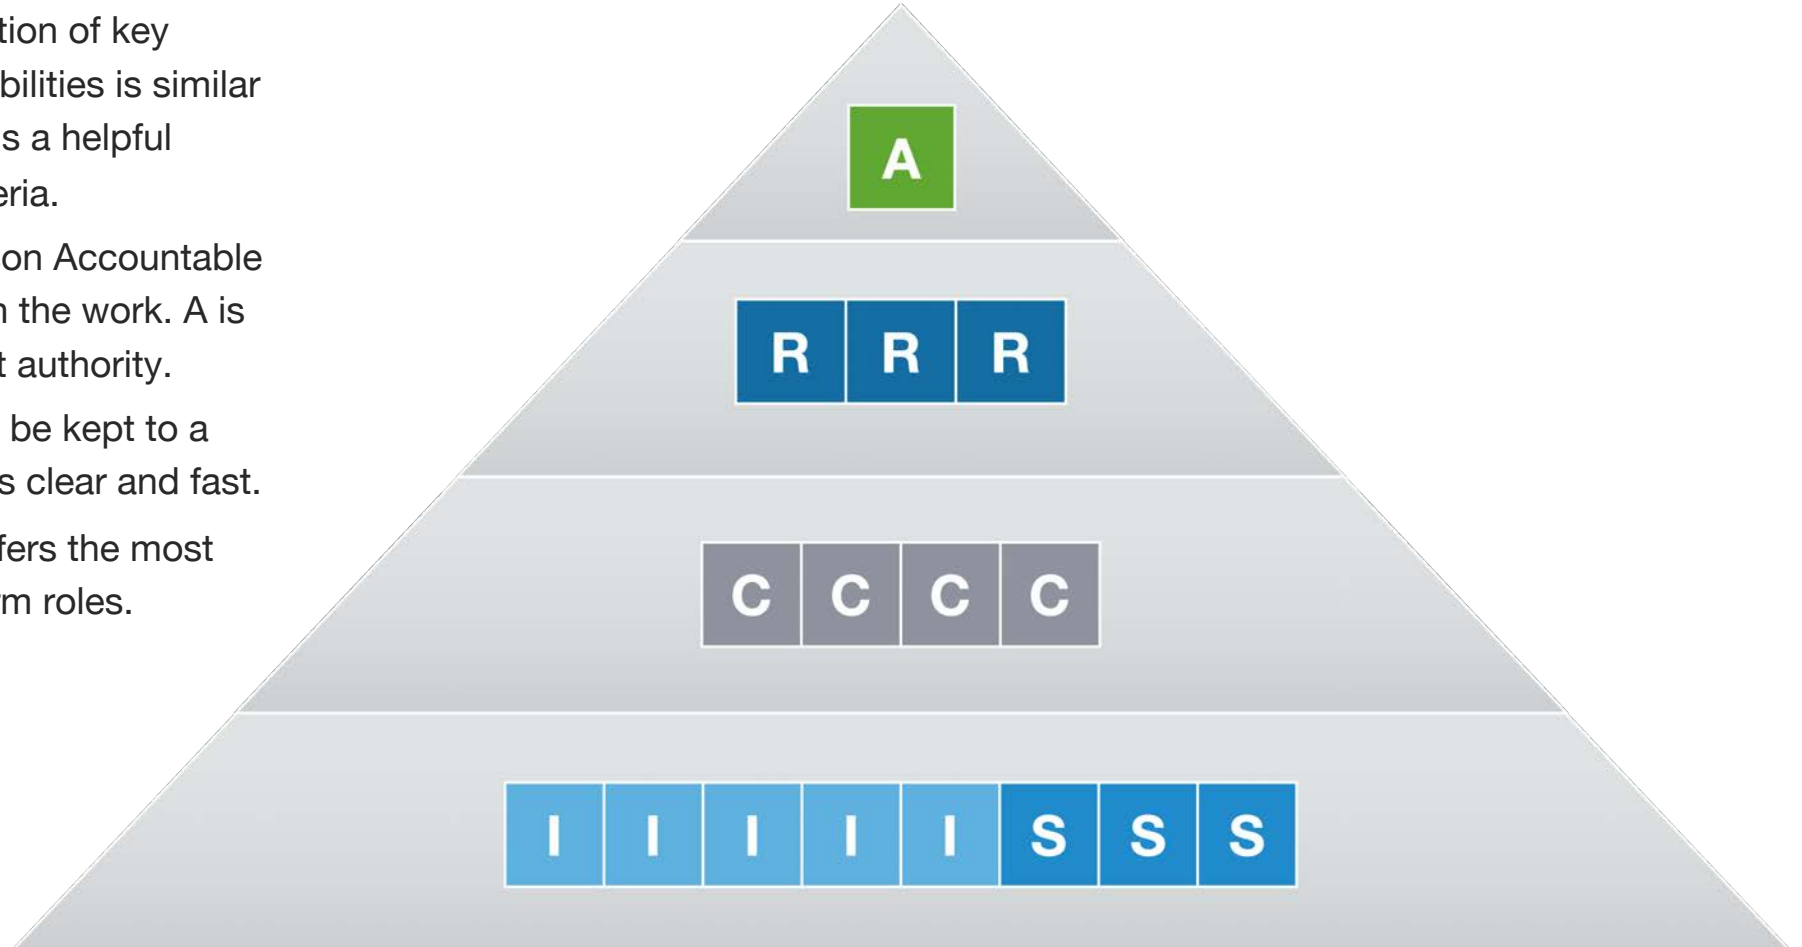 tion of key
bilities is similar
s a helpful
eria.
on Accountable
n the work. A is
t authority.
be kept to a
s clear and fast.
fers the most
rm roles.
A
R R R
C C C C
I I I I I S S S